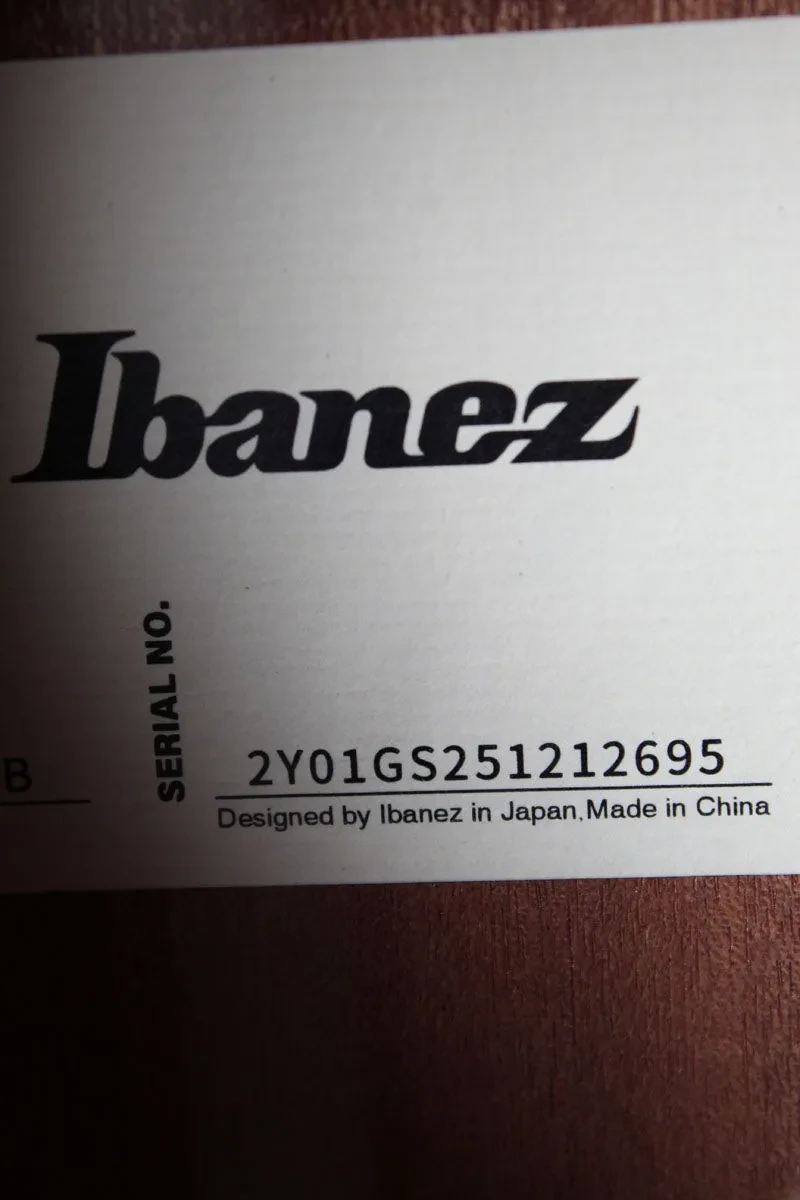 Ibanez
SERIAL NO.
B
2Y01GS251212695
Designed by Ibanez in Japan.Made in China